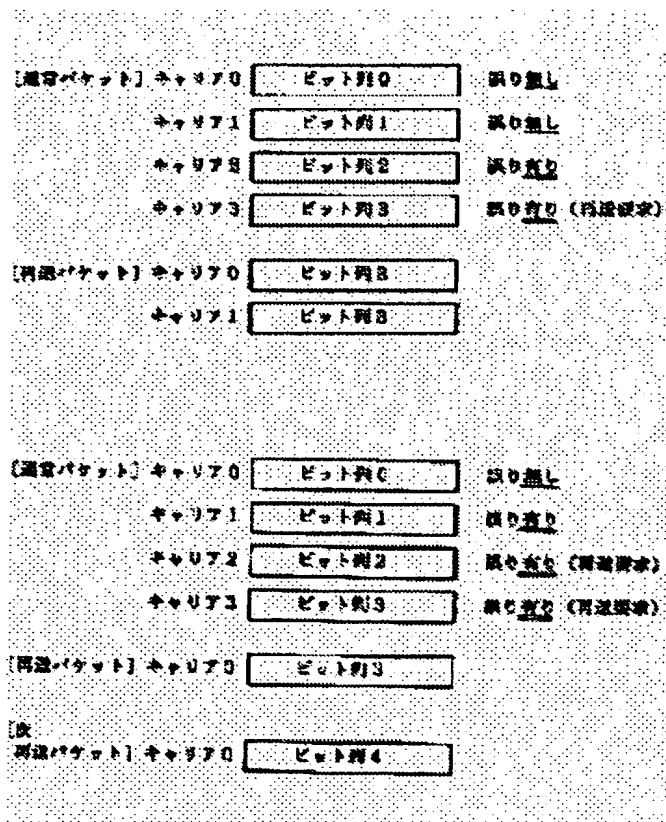 [通常パケット] キャリア0 ビット列0 誤り無し
キャリア1 ビット列1 誤り無し
キャリア2 ビット列2 誤り有り
キャリア3 ビット列3 誤り有り (再送要求)
[再送パケット] キャリア0 ビット列3
キャリア1 ビット列3
[通常パケット] キャリア0 ビット列0 誤り無し
キャリア1 ビット列1 誤り有り
キャリア2 ビット列2 誤り有り (再送要求)
キャリア3 ビット列3 誤り有り (再送要求)
[再送パケット] キャリア0 ビット列
[次
再送パケット] キャリア0 ビット列4